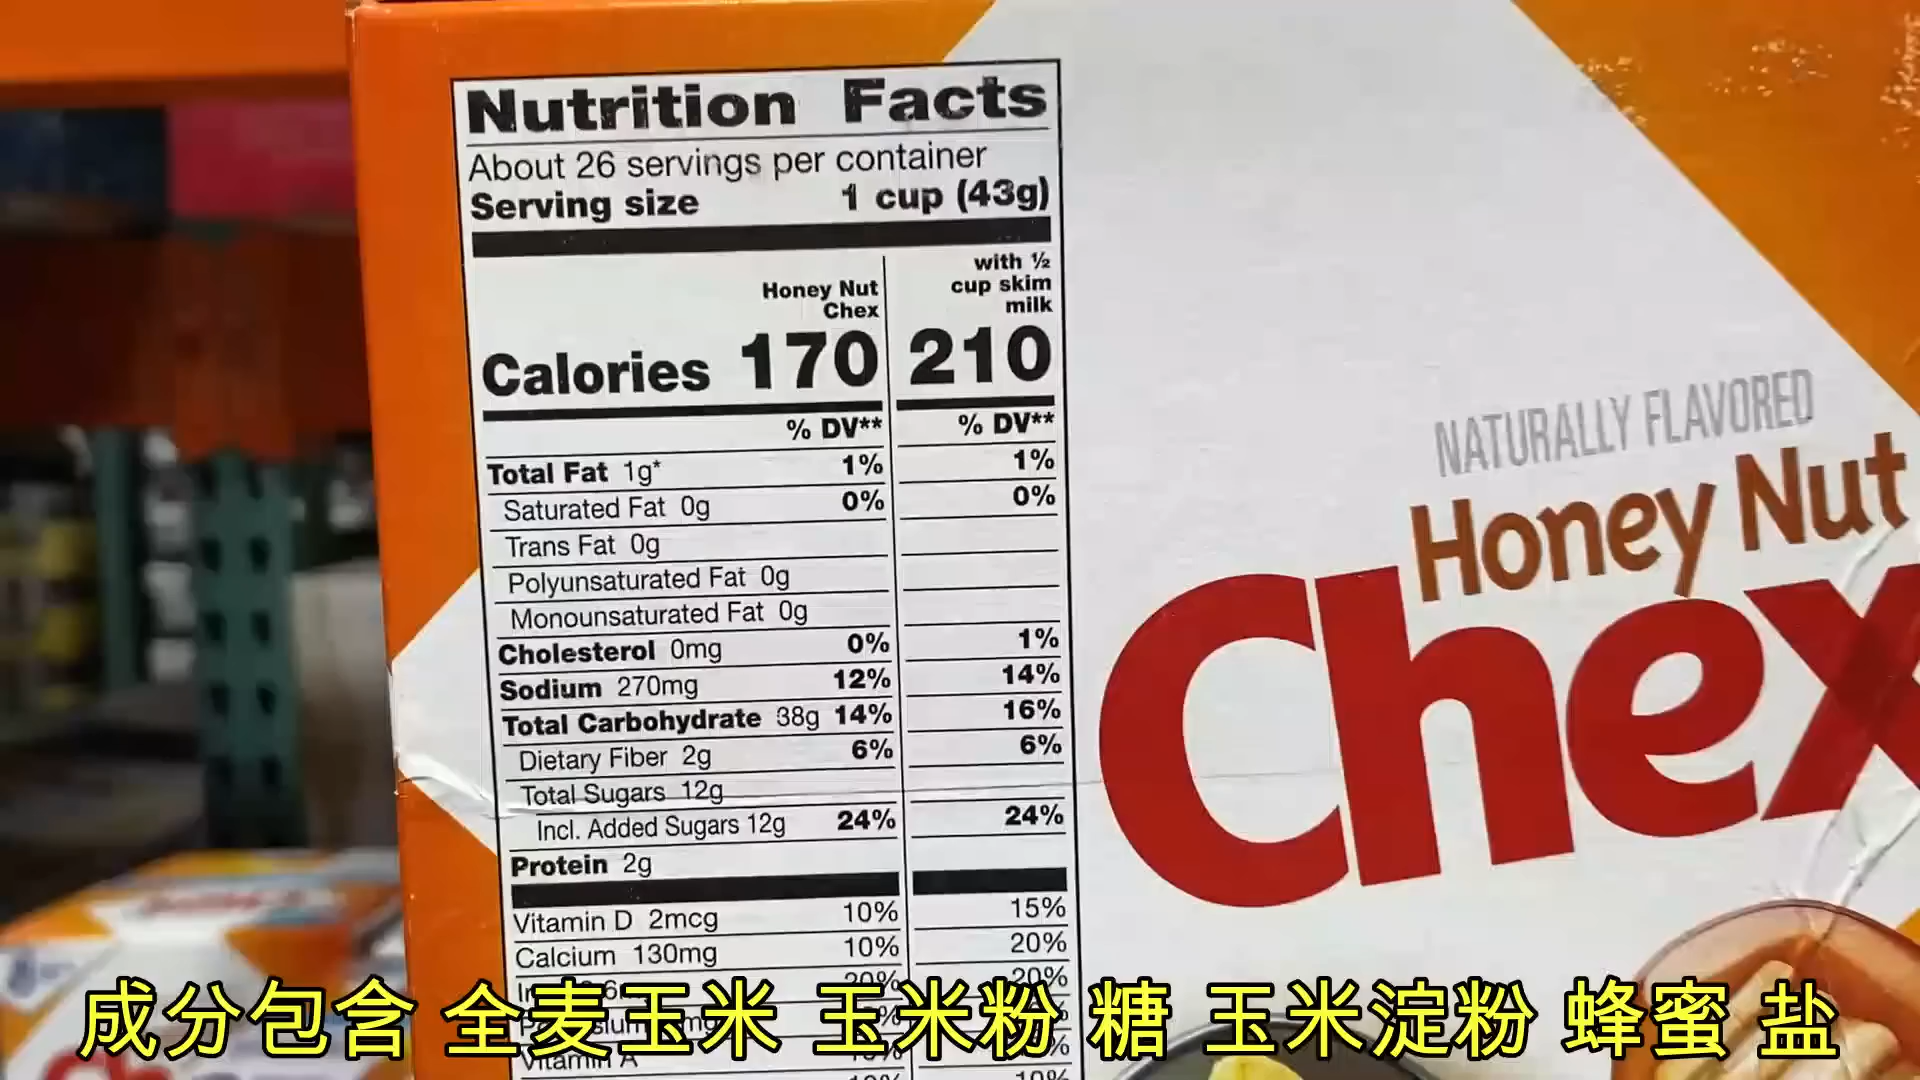 Nutrition Facts
About 26 servings per container
Serving size 1 cup (43g)
Honey Nut Chex
with ½ cup skim milk
Calories 170 210
% DV** % DV**
Total Fat 1g* 1% 1%
Saturated Fat 0g 0% 0%
Trans Fat 0g
Polyunsaturated Fat 0g
Monounsaturated Fat 0g
Cholesterol 0mg 0% 1%
Sodium 270mg 12% 14%
Total Carbohydrate 38g 14% 16%
Dietary Fiber 2g 6% 6%
Total Sugars 12g
Incl. Added Sugars 12g 24% 24%
Protein 2g
Vitamin D 2mcg 10% 15%
Calcium 130mg 10% 20%
20% 20%
Vitamin A
10%
NATURALLY FLAVORED
Honey Nut
Chex
成分包含 全麦玉米 玉米粉 糖 玉米淀粉 蜂蜜 盐